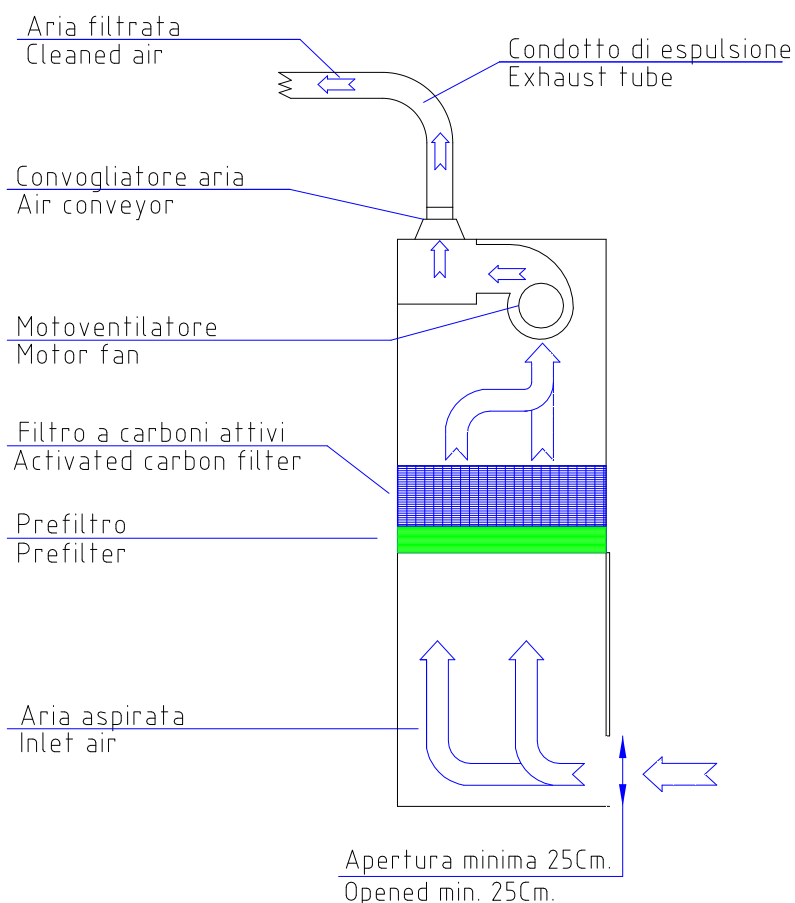 Aria filtrata
Cleaned air
Condotto di espulsione
Exhaust tube
Convogliatore aria
Air conveyor
Motoventilatore
Motor fan
Filtro a carboni attivi
Activated carbon filter
Prefiltro
Prefilter
Aria aspirata
Inlet air
Apertura minima 25Cm.
Opened min. 25Cm.